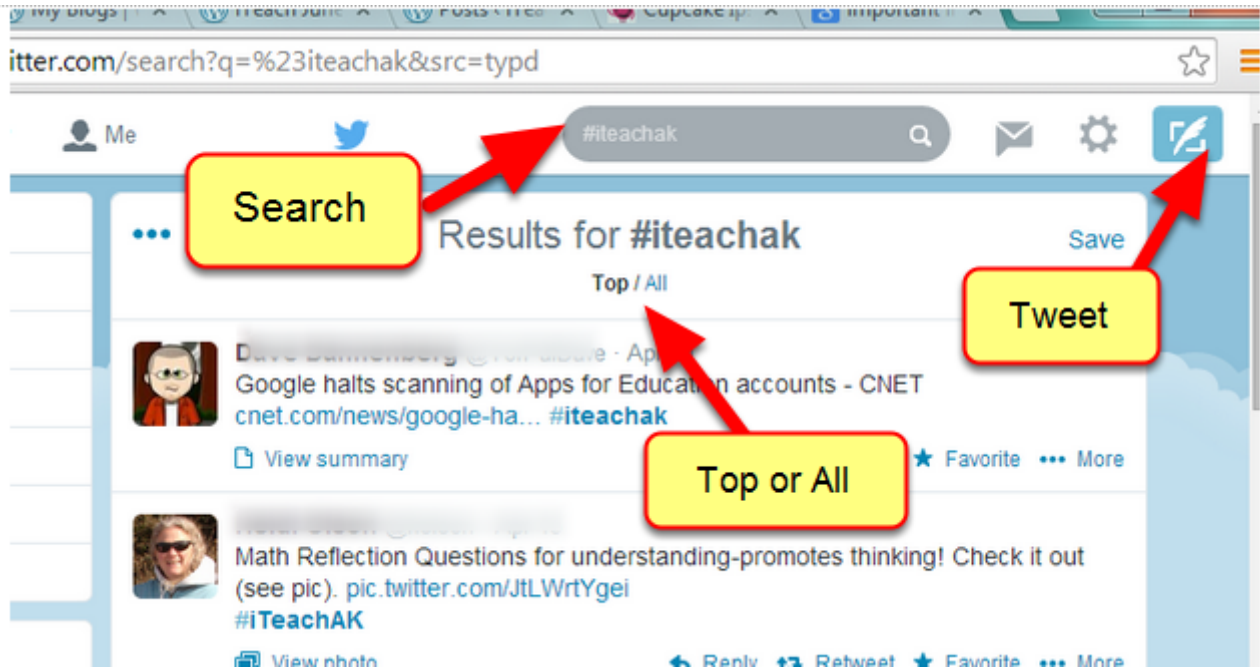 My Blogs
iTeach June
Posts
Cupcake Ip
Important
itter.com/search?q=%23iteachak&src=typd
Me
#iteachak
Search
Results for #iteachak
Save
Top / All
Tweet
Google halts scanning of Apps for Education accounts - CNET
cnet.com/news/google-ha... #iteachak
View summary
Favorite ••• More
Top or All
Math Reflection Questions for understanding-promotes thinking! Check it out
(see pic). pic.twitter.com/JtLWrtYgei
#iTeachAK
View photo Reply Retweet Favorite ••• More